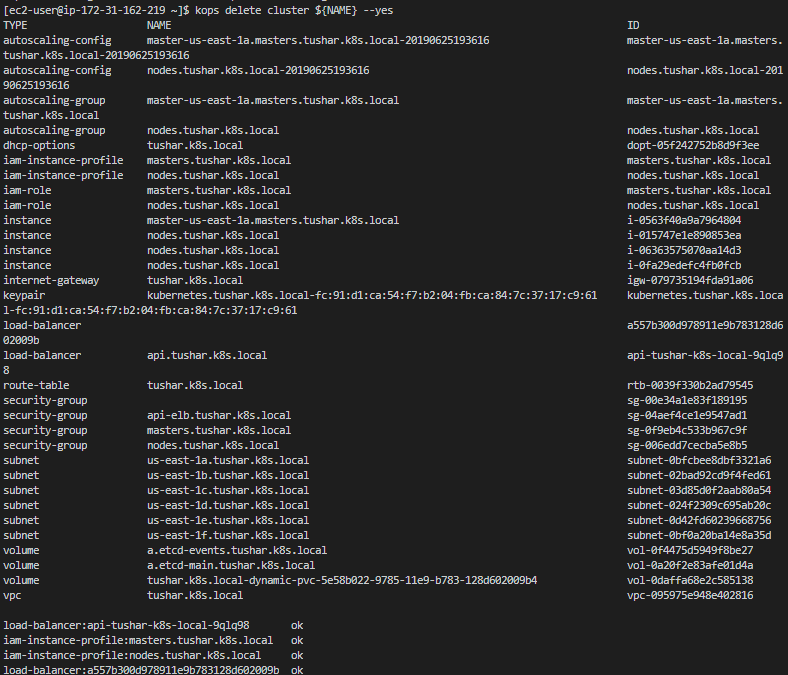 [ec2-user@ip-172-31-162-219 ~]$ kops delete cluster ${NAME} --yes
TYPE NAME ID
autoscaling-config master-us-east-1a.masters.tushar.k8s.local-20190625193616 master-us-east-1a.masters.
tushar.k8s.local-20190625193616
autoscaling-config nodes.tushar.k8s.local-20190625193616 nodes.tushar.k8s.local-201
90625193616
autoscaling-group master-us-east-1a.masters.tushar.k8s.local master-us-east-1a.masters.
tushar.k8s.local
autoscaling-group nodes.tushar.k8s.local nodes.tushar.k8s.local
dhcp-options tushar.k8s.local dopt-05f242752b8d9f3ee
iam-instance-profile masters.tushar.k8s.local masters.tushar.k8s.local
iam-instance-profile nodes.tushar.k8s.local nodes.tushar.k8s.local
iam-role masters.tushar.k8s.local masters.tushar.k8s.local
iam-role nodes.tushar.k8s.local nodes.tushar.k8s.local
instance master-us-east-1a.masters.tushar.k8s.local i-0563f40a9a7964804
instance nodes.tushar.k8s.local i-015747e1e890853ea
instance nodes.tushar.k8s.local i-06363575070aa14d3
instance nodes.tushar.k8s.local i-0fa29edefc4fb0fcb
internet-gateway tushar.k8s.local igw-079735194fda91a06
keypair kubernetes.tushar.k8s.local-fc:91:d1:ca:54:f7:b2:04:fb:ca:84:7c:37:17:c9:61 kubernetes.tushar.k8s.loca
l-fc:91:d1:ca:54:f7:b2:04:fb:ca:84:7c:37:17:c9:61
load-balancer a557b300d978911e9b783128d6
02009b
load-balancer api.tushar.k8s.local api-tushar-k8s-local-9qlq9
8
route-table tushar.k8s.local rtb-0039f330b2ad79545
security-group sg-00e34a1e83f189195
security-group api-elb.tushar.k8s.local sg-04aef4ce1e9547ad1
security-group masters.tushar.k8s.local sg-0f9eb4c533b967c9f
security-group nodes.tushar.k8s.local sg-006edd7cecba5e8b5
subnet us-east-1a.tushar.k8s.local subnet-0bfcbee8dbf3321a6
subnet us-east-1b.tushar.k8s.local subnet-02bad92cd9f4fed61
subnet us-east-1c.tushar.k8s.local subnet-03d85d0f2aab80a54
subnet us-east-1d.tushar.k8s.local subnet-024f2309c695ab20c
subnet us-east-1e.tushar.k8s.local subnet-0d42fd60239668756
subnet us-east-1f.tushar.k8s.local subnet-0bf0a20ba14e8a35d
volume a.etcd-events.tushar.k8s.local vol-0f4475d5949f8be27
volume a.etcd-main.tushar.k8s.local vol-0a20f2e83afe01d4a
volume tushar.k8s.local-dynamic-pvc-5e58b022-9785-11e9-b783-128d602009b4 vol-0daffa68e2c585138
vpc tushar.k8s.local vpc-095975e948e402816
load-balancer:api-tushar-k8s-local-9qlq98 ok
iam-instance-profile:masters.tushar.k8s.local ok
iam-instance-profile:nodes.tushar.k8s.local ok
load-balancer:a557b300d978911e9b783128d602009b ok